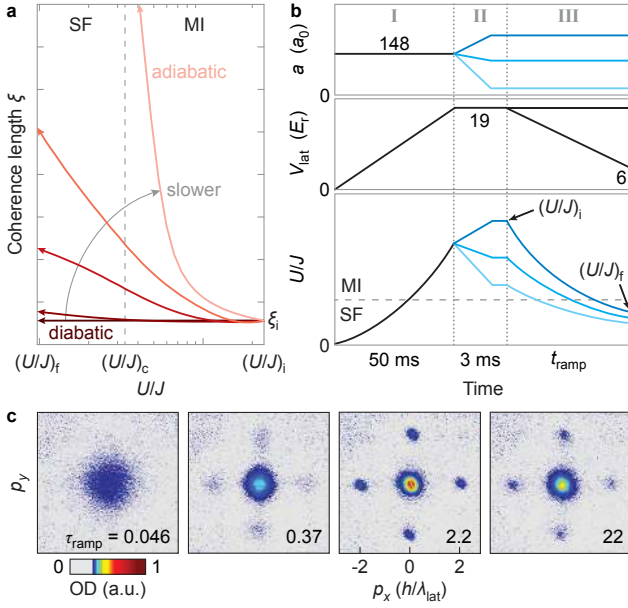 a
SF MI
adiabatic
slower
diabatic
ξi
Coherence length ξ
(U/J)f (U/J)c (U/J)i
U/J
b
I II III
a (a0)
148
0
Vlat (Er)
19
6
0
U/J
(U/J)i
(U/J)f
MI
SF
0
50 ms 3 ms tramp
Time
c
py
τramp = 0.046
0.37
2.2
22
0 1
OD (a.u.)
−2 0 2
px (h/λlat)